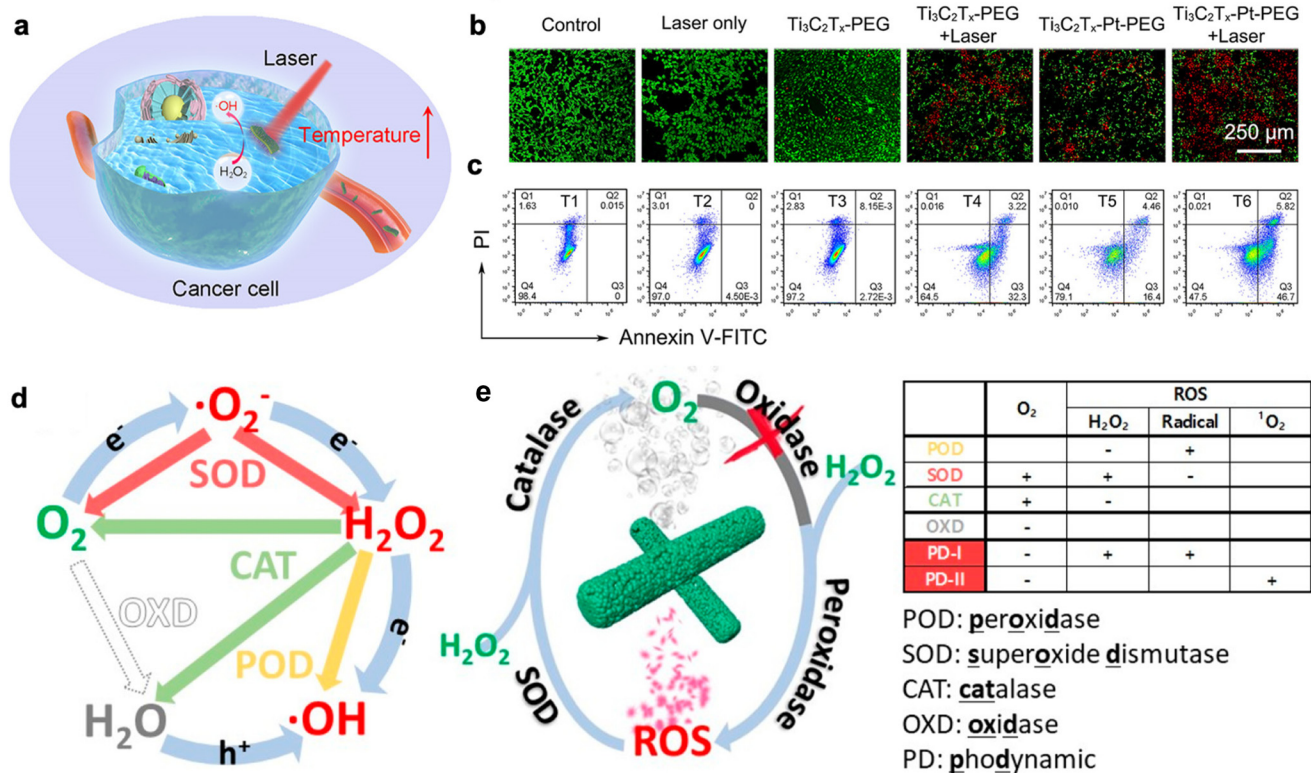 a
Laser
·OH
Temperature
H₂O₂
Cancer cell
b
Control
Laser only
Ti₃C₂Tₓ-PEG
Ti₃C₂Tₓ-PEG
+Laser
Ti₃C₂Tₓ-Pt-PEG
Ti₃C₂Tₓ-Pt-PEG
+Laser
250 μm
c
PI
Q1 T1 Q2
1.63 0.015
Q4 Q3
98.4 0
Q1 T2 Q2
3.01 0
Q4 Q3
97.0 4.50E-3
Q1 T3 Q2
2.83 8.15E-3
Q4 Q3
97.2 2.72E-3
Q1 T4 Q2
0.016 3.22
Q4 Q3
64.5 32.3
Q1 T5 Q2
0.010 4.46
Q4 Q3
79.1 16.4
Q1 T6 Q2
0.021 5.82
Q4 Q3
47.5 46.7
Annexin V-FITC
d
·O₂⁻
e⁻
e⁻
SOD
O₂
H₂O₂
CAT
OXD
POD
e⁻
H₂O
·OH
h⁺
e
O₂
Catalase
Oxidase
H₂O₂
H₂O₂
Peroxidase
SOD
ROS
O₂ ROS
H₂O₂ Radical ¹O₂
POD - +
SOD + + -
CAT + -
OXD -
PD-I - + +
PD-II - +
POD: peroxidase
SOD: superoxide dismutase
CAT: catalase
OXD: oxidase
PD: phodynamic